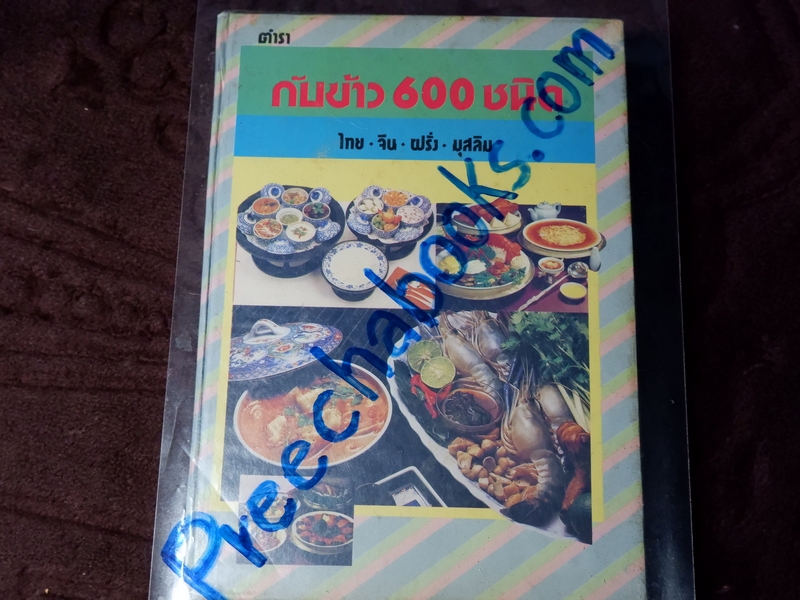 ตำรา
กับข้าว 600 ชนิด
ไทย · จีน · ฝรั่ง · มุสลิม
Preechabooks.com